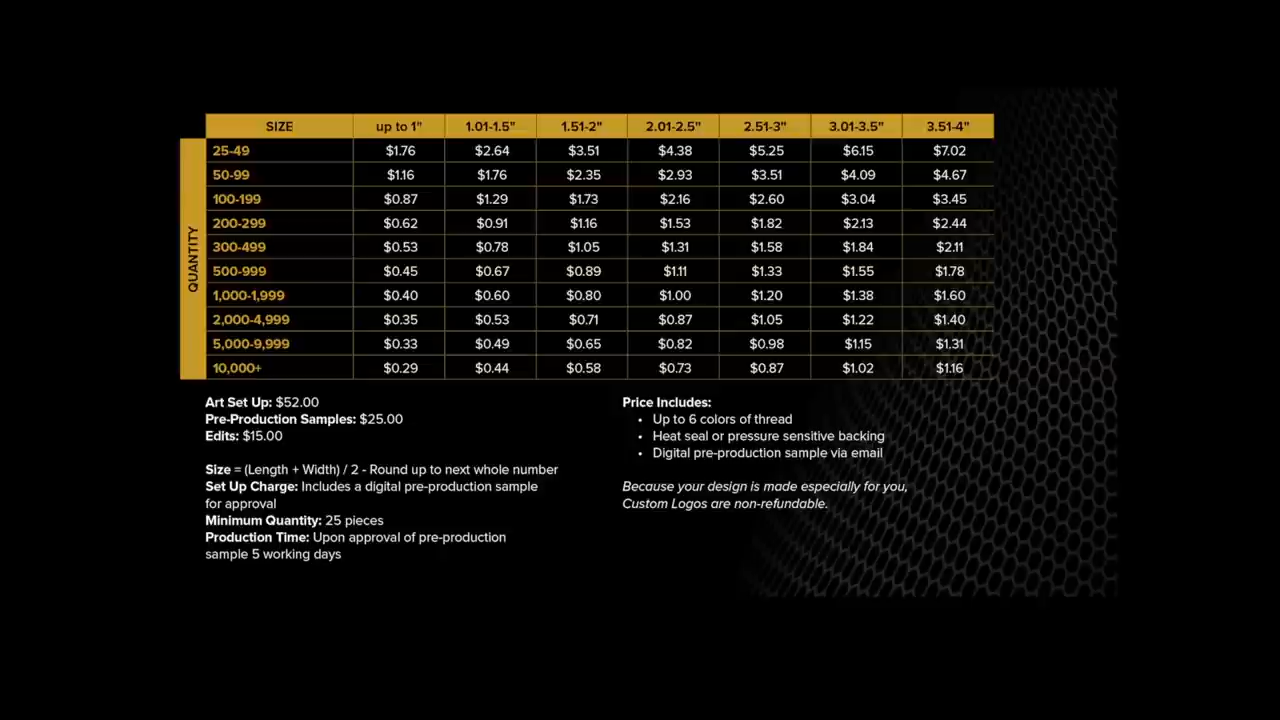 SIZE up to 1" 1.01-1.5" 1.51-2" 2.01-2.5" 2.51-3" 3.01-3.5" 3.51-4"
QUANTITY
25-49 $1.76 $2.64 $3.51 $4.38 $5.25 $6.15 $7.02
50-99 $1.16 $1.76 $2.35 $2.93 $3.51 $4.09 $4.67
100-199 $0.87 $1.29 $1.73 $2.16 $2.60 $3.04 $3.45
200-299 $0.62 $0.91 $1.16 $1.53 $1.82 $2.13 $2.44
300-499 $0.53 $0.78 $1.05 $1.31 $1.58 $1.84 $2.11
500-999 $0.45 $0.67 $0.89 $1.11 $1.33 $1.55 $1.78
1,000-1,999 $0.40 $0.60 $0.80 $1.00 $1.20 $1.38 $1.60
2,000-4,999 $0.35 $0.53 $0.71 $0.87 $1.05 $1.22 $1.40
5,000-9,999 $0.33 $0.49 $0.65 $0.82 $0.98 $1.15 $1.31
10,000+ $0.29 $0.44 $0.58 $0.73 $0.87 $1.02 $1.16
Art Set Up: $52.00
Pre-Production Samples: $25.00
Edits: $15.00
Size = (Length + Width) / 2 - Round up to next whole number
Set Up Charge: Includes a digital pre-production sample
for approval
Minimum Quantity: 25 pieces
Production Time: Upon approval of pre-production
sample 5 working days
Price Includes:
• Up to 6 colors of thread
• Heat seal or pressure sensitive backing
• Digital pre-production sample via email
Because your design is made especially for you,
Custom Logos are non-refundable.